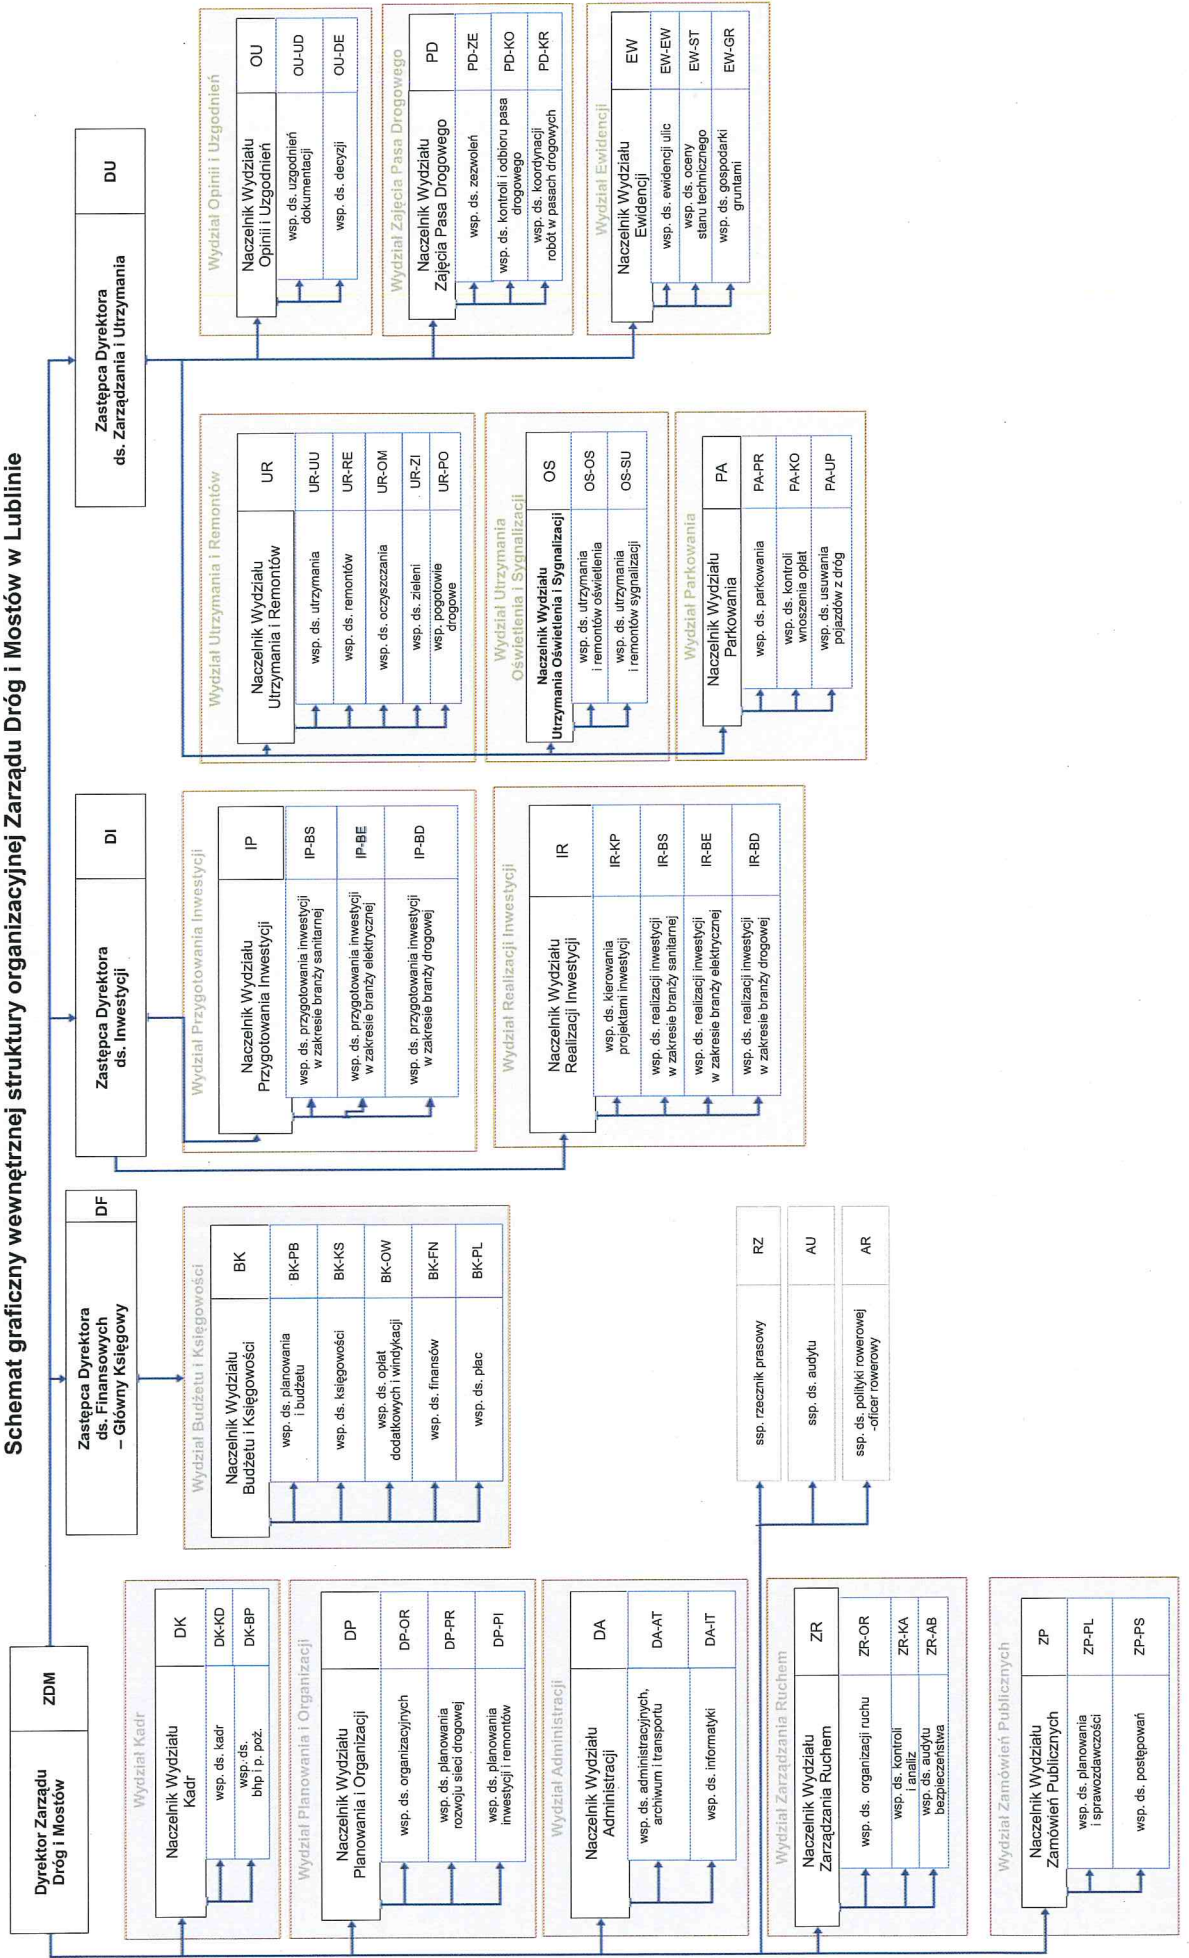 Schemat graficzny wewnętrznej struktury organizacyjnej Zarządu Dróg i Mostów w Lublinie
Dyrektor Zarządu
Dróg i Mostów
ZDM
Zastępca Dyrektora
ds. Finansowych
– Główny Księgowy
DF
Zastępca Dyrektora
ds. Inwestycji
DI
Zastępca Dyrektora
ds. Zarządzania i Utrzymania
DU
Wydział Kadr
Naczelnik Wydziału
Kadr
DK
wsp. ds. kadr
DK-KD
wsp. ds.
bhp i p. poż.
DK-BP
Wydział Planowania i Organizacji
Naczelnik Wydziału
Planowania i Organizacji
DP
wsp. ds. organizacyjnych
DP-OR
wsp. ds. planowania
rozwoju sieci drogowej
DP-PR
wsp. ds. planowania
inwestycji i remontów
DP-PI
Wydział Administracji
Naczelnik Wydziału
Administracji
DA
wsp. ds. administracyjnych,
archiwum i transportu
DA-AT
wsp. ds. informatyki
DA-IT
Wydział Zarządzania Ruchem
Naczelnik Wydziału
Zarządzania Ruchem
ZR
wsp. ds. organizacji ruchu
ZR-OR
wsp. ds. kontroli
i analiz
ZR-KA
wsp. ds. audytu
bezpieczeństwa
ZR-AB
Wydział Zamówień Publicznych
Naczelnik Wydziału
Zamówień Publicznych
ZP
wsp. ds. planowania
i sprawozdawczości
ZP-PL
wsp. ds. postępowań
ZP-PS
Wydział Budżetu i Księgowości
Naczelnik Wydziału
Budżetu i Księgowości
BK
wsp. ds. planowania
i budżetu
BK-PB
wsp. ds. księgowości
BK-KS
wsp. ds. opłat
dodatkowych i windykacji
BK-OW
wsp. ds. finansów
BK-FN
wsp. ds. płac
BK-PL
ssp. rzecznik prasowy
RZ
ssp. ds. audytu
AU
ssp. ds. polityki rowerowej
-oficer rowerowy
AR
Wydział Przygotowania Inwestycji
Naczelnik Wydziału
Przygotowania Inwestycji
IP
wsp. ds. przygotowania inwestycji
w zakresie branży sanitarnej
IP-BS
wsp. ds. przygotowania inwestycji
w zakresie branży elektrycznej
IP-BE
wsp. ds. przygotowania inwestycji
w zakresie branży drogowej
IP-BD
Wydział Realizacji Inwestycji
Naczelnik Wydziału
Realizacji Inwestycji
IR
wsp. ds. kierowania
projektami inwestycji
IR-KP
wsp. ds. realizacji inwestycji
w zakresie branży sanitarnej
IR-BS
wsp. ds. realizacji inwestycji
w zakresie branży elektrycznej
IR-BE
wsp. ds. realizacji inwestycji
w zakresie branży drogowej
IR-BD
Wydział Utrzymania i Remontów
Naczelnik Wydziału
Utrzymania i Remontów
UR
wsp. ds. utrzymania
UR-UU
wsp. ds. remontów
UR-RE
wsp. ds. oczyszczania
UR-OM
wsp. ds. zieleni
UR-ZI
wsp. pogotowie
drogowe
UR-PO
Wydział Utrzymania
Oświetlenia i Sygnalizacji
Naczelnik Wydziału
Utrzymania Oświetlenia i Sygnalizacji
OS
wsp. ds. utrzymania
i remontów oświetlenia
OS-OS
wsp. ds. utrzymania
i remontów sygnalizacji
OS-SU
Wydział Parkowania
Naczelnik Wydziału
Parkowania
PA
wsp. ds. parkowania
PA-PR
wsp. ds. kontroli
wnoszenia opłat
PA-KO
wsp. ds. usuwania
pojazdów z dróg
PA-UP
Wydział Opinii i Uzgodnień
Naczelnik Wydziału
Opinii i Uzgodnień
OU
wsp. ds. uzgodnień
dokumentacji
OU-UD
wsp. ds. decyzji
OU-DE
Wydział Zajęcia Pasa Drogowego
Naczelnik Wydziału
Zajęcia Pasa Drogowego
PD
wsp. ds. zezwoleń
PD-ZE
wsp. ds. kontroli i odbioru pasa
drogowego
PD-KO
wsp. ds. koordynacji
robót w pasach drogowych
PD-KR
Wydział Ewidencji
Naczelnik Wydziału
Ewidencji
EW
wsp. ds. ewidencji ulic
EW-EW
wsp. ds. oceny
stanu technicznego
EW-ST
wsp. ds. gospodarki
gruntami
EW-GR